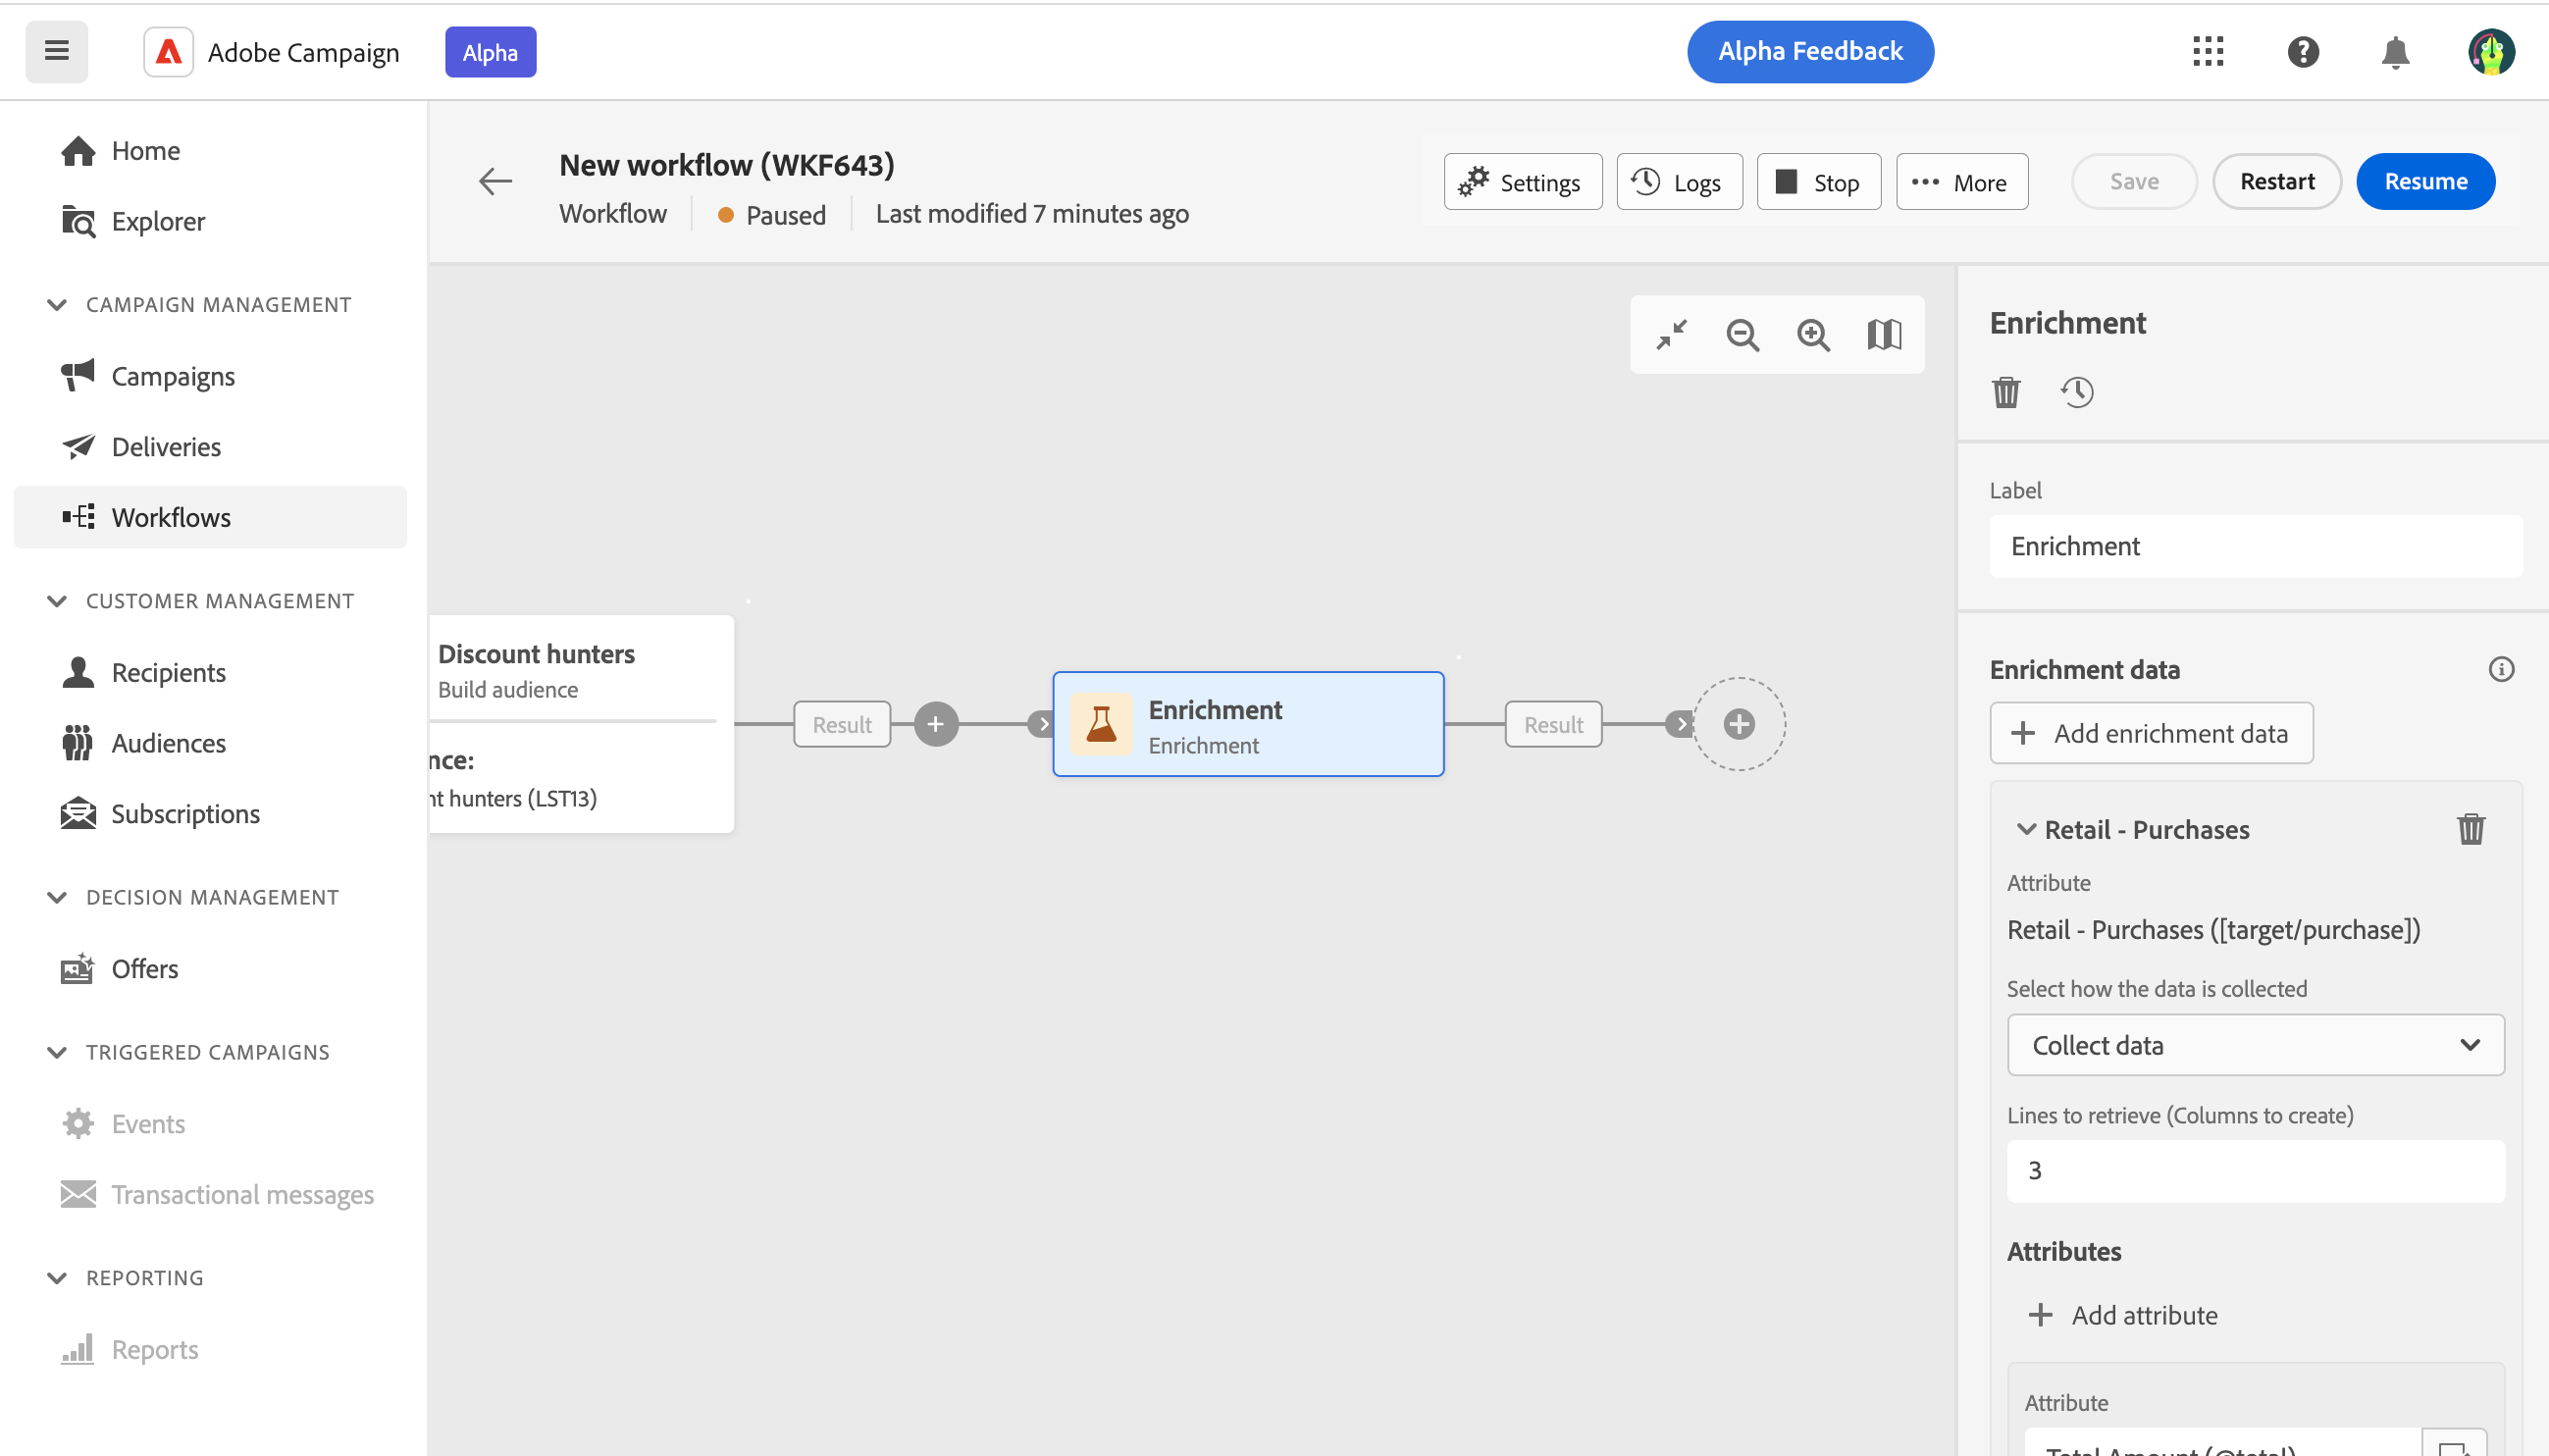 Adobe Campaign
Alpha
Alpha Feedback
Home
Explorer
CAMPAIGN MANAGEMENT
Campaigns
Deliveries
Workflows
CUSTOMER MANAGEMENT
Recipients
Audiences
Subscriptions
DECISION MANAGEMENT
Offers
TRIGGERED CAMPAIGNS
Events
Transactional messages
REPORTING
Reports
New workflow (WKF643)
Workflow
Paused
Last modified 7 minutes ago
Settings
Logs
Stop
More
Save
Restart
Resume
Discount hunters
Build audience
nce:
nt hunters (LST13)
Result
Enrichment
Enrichment
Result
Enrichment
Label
Enrichment
Enrichment data
Add enrichment data
Retail - Purchases
Attribute
Retail - Purchases ([target/purchase])
Select how the data is collected
Collect data
Lines to retrieve (Columns to create)
3
Attributes
Add attribute
Attribute
Total Amount (@total)